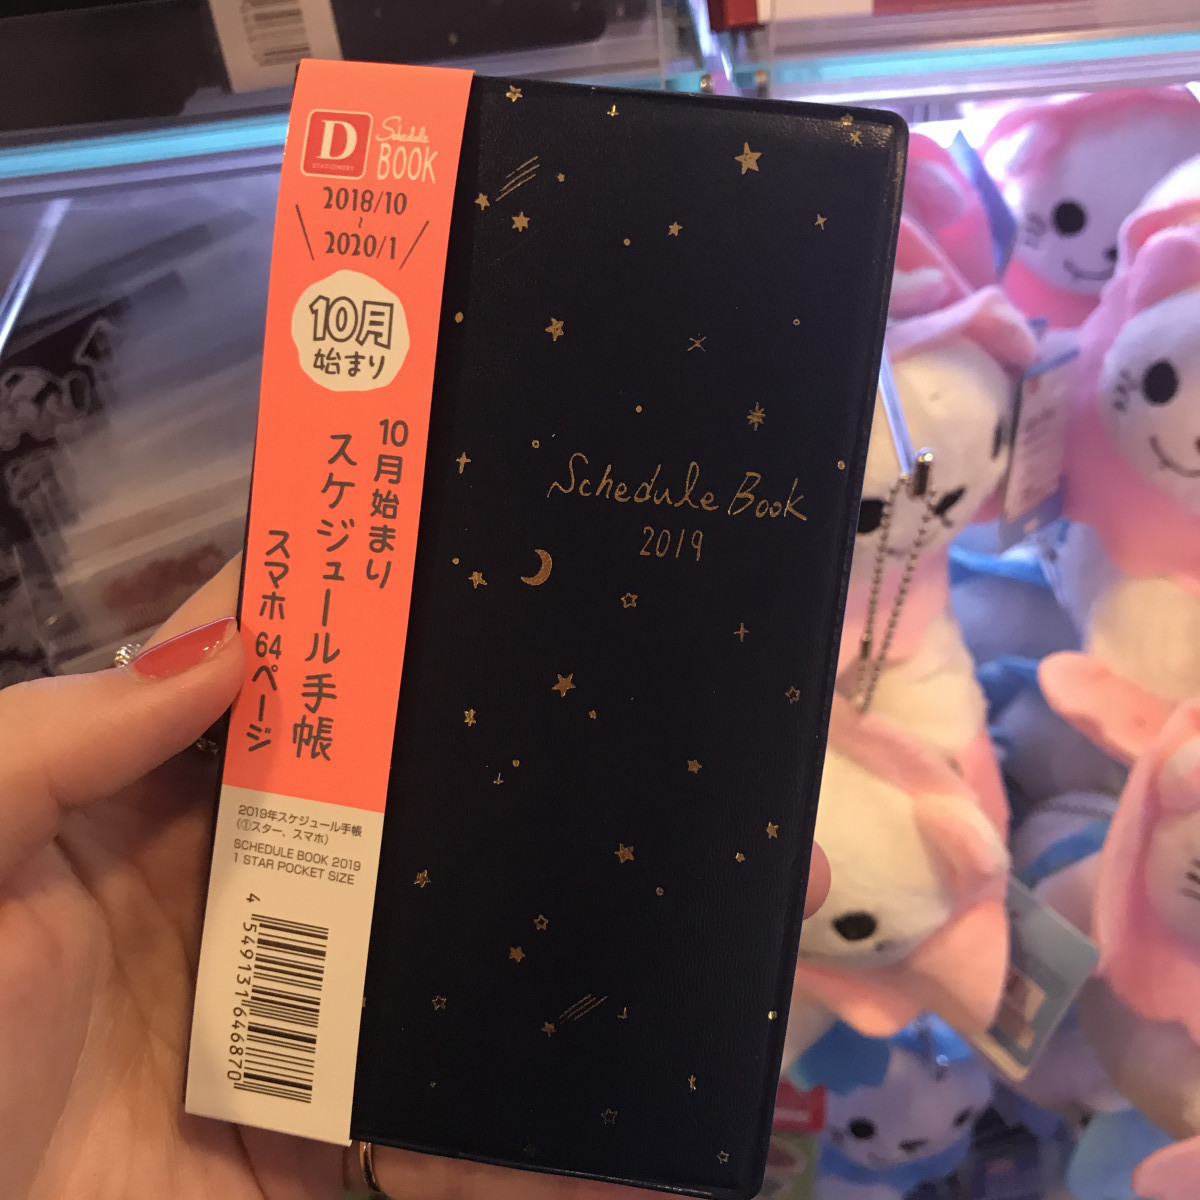 D
STATIONERY
Schedule
BOOK
2018/10
~
2020/1
10月
始まり
10月始まり
スケジュール手帳
スマホ 64ページ
2019年スケジュール手帳
(①スター、スマホ)
SCHEDULE BOOK 2019
1 STAR POCKET SIZE
4 549131 646870
Schedule Book
2019